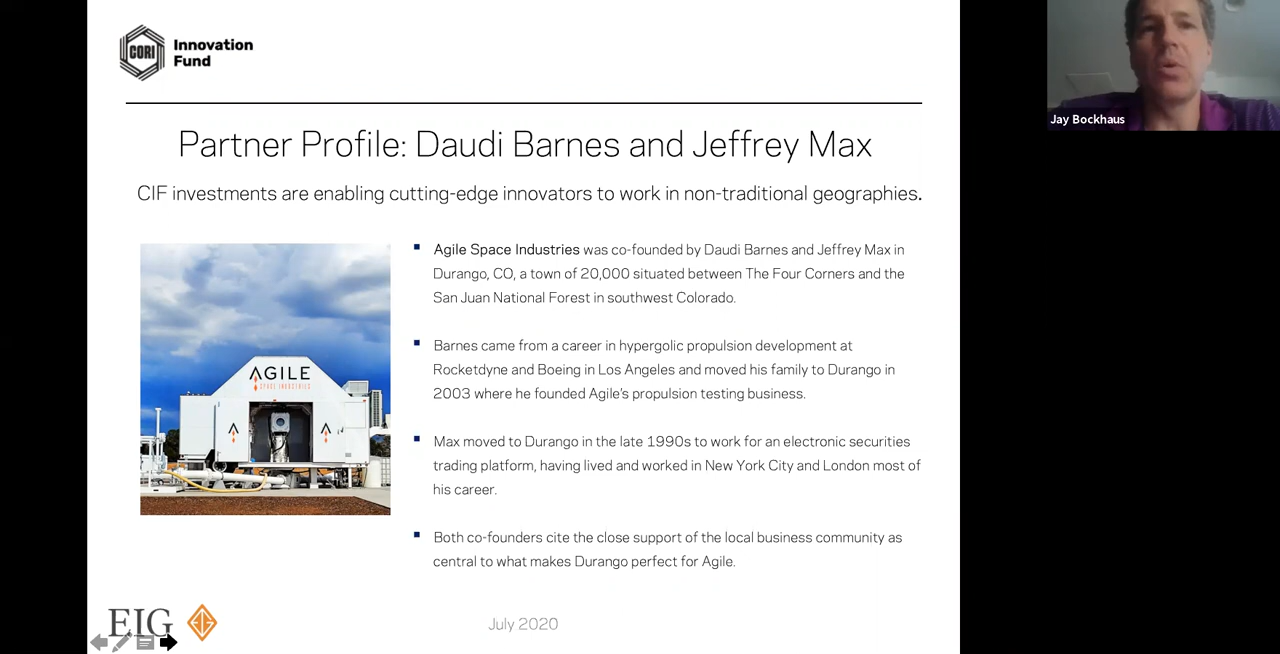 CORI
Innovation
Fund
Jay Bockhaus
Partner Profile: Daudi Barnes and Jeffrey Max
CIF investments are enabling cutting-edge innovators to work in non-traditional geographies.
Agile Space Industries was co-founded by Daudi Barnes and Jeffrey Max in
Durango, CO, a town of 20,000 situated between The Four Corners and the
San Juan National Forest in southwest Colorado.
Barnes came from a career in hypergolic propulsion development at
Rocketdyne and Boeing in Los Angeles and moved his family to Durango in
2003 where he founded Agile's propulsion testing business.
Max moved to Durango in the late 1990s to work for an electronic securities
trading platform, having lived and worked in New York City and London most of
his career.
Both co-founders cite the close support of the local business community as
central to what makes Durango perfect for Agile.
AGILE
SPACE INDUSTRIES
EIG
EIG
July 2020